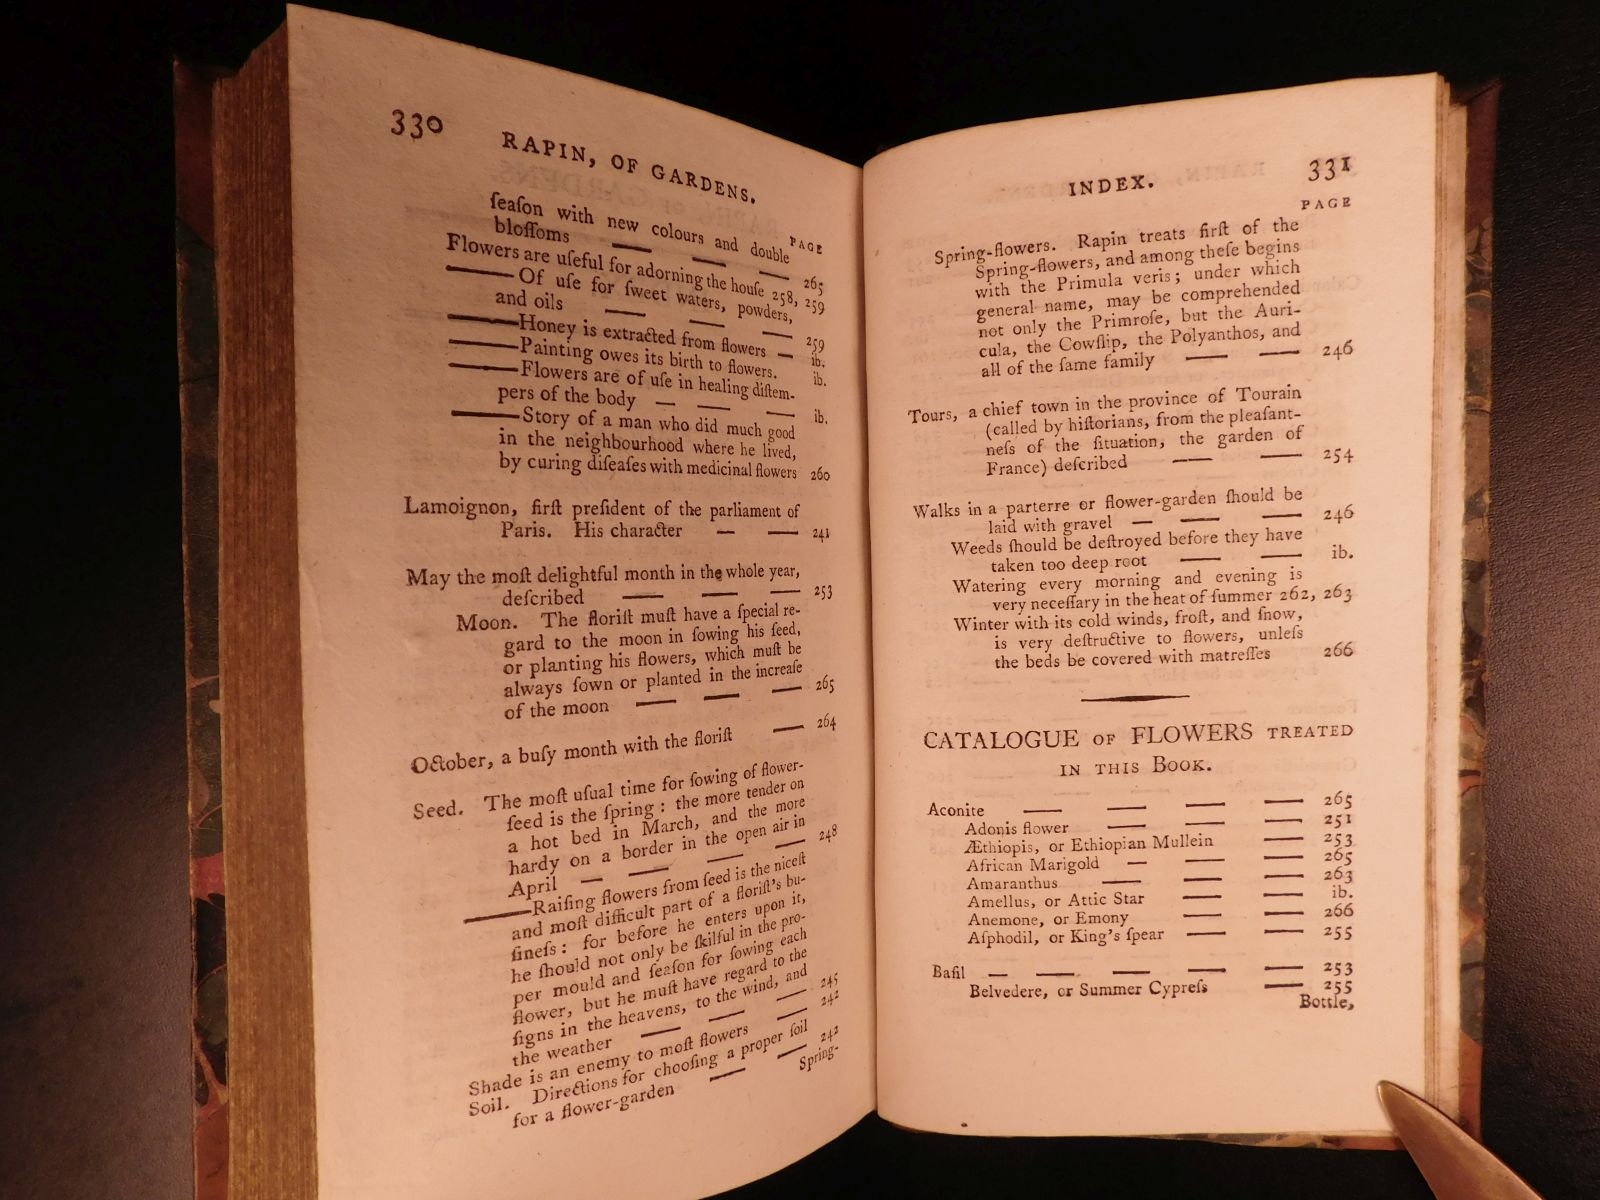 330
RAPIN, OF GARDENS.
PAGE
ſeaſon with new colours and double
bloſſoms — — — 265
Flowers are uſeful for adorning the houſe 258, 259
—— Of uſe for ſweet waters, powders,
and oils — — — 259
—— Honey is extracted from flowers — ib.
—— Painting owes its birth to flowers. ib.
—— Flowers are of uſe in healing diſtem-
pers of the body — — — ib.
—— Story of a man who did much good
in the neighbourhood where he lived,
by curing diſeaſes with medicinal flowers 260
Lamoignon, firſt preſident of the parliament of
Paris. His character — — 241
May the moſt delightful month in the whole year,
deſcribed — — — 253
Moon. The floriſt muſt have a ſpecial re-
gard to the moon in ſowing his ſeed,
or planting his flowers, which muſt be
always ſown or planted in the increaſe
of the moon — — — 265
October, a buſy month with the floriſt — 264
Seed. The moſt uſual time for ſowing of flower-
ſeed is the ſpring : the more tender on
a hot bed in March, and the more
hardy on a border in the open air in
April — — — — 248
—— Raiſing flowers from ſeed is the niceſt
and moſt difficult part of a floriſt's bu-
ſineſs : for before he enters upon it,
he ſhould not only be ſkilful in the pro-
per mould and ſeaſon for ſowing each
flower, but he muſt have regard to the
ſigns in the heavens, to the wind, and
the weather — — — 245
Shade is an enemy to moſt flowers — 242
Soil. Directions for chooſing a proper ſoil
for a flower-garden — — 242
Spring-
INDEX. 331
PAGE
Spring-flowers. Rapin treats firſt of the
Spring-flowers, and among theſe begins
with the Primula veris ; under which
general name, may be comprehended
not only the Primroſe, but the Auri-
cula, the Cowſlip, the Polyanthos, and
all of the ſame family — — 246
Tours, a chief town in the province of Tourain
(called by hiſtorians, from the pleaſant-
neſs of the ſituation, the garden of
France) deſcribed — — 254
Walks in a parterre or flower-garden ſhould be
laid with gravel — — — 246
Weeds ſhould be deſtroyed before they have
taken too deep root — — ib.
Watering every morning and evening is
very neceſſary in the heat of ſummer 262, 263
Winter with its cold winds, froſt, and ſnow,
is very deſtructive to flowers, unleſs
the beds be covered with matreſſes 266
CATALOGUE OF FLOWERS TREATED
IN THIS BOOK.
Aconite — — — — 265
Adonis flower — — — 251
Æthiopis, or Ethiopian Mullein — 253
African Marigold — — — 265
Amaranthus — — — 263
Amellus, or Attic Star — — ib.
Anemone, or Emony — — 266
Aſphodil, or King's ſpear — — 255
Baſil — — — — — 253
Belvedere, or Summer Cypreſs — 255
Bottle,